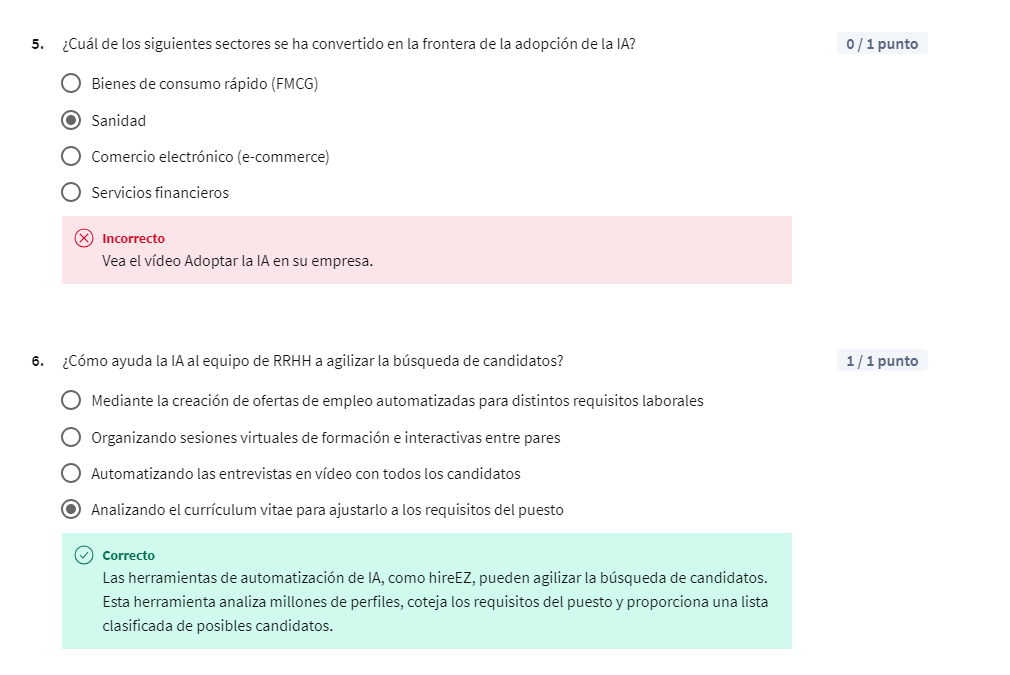 5. ¿Cuál de los siguientes sectores se ha convertido en la frontera de la adopción de la IA? 0 / 1 punto
Bienes de consumo rápido (FMCG)
Sanidad
Comercio electrónico (e-commerce)
Servicios financieros
Incorrecto
Vea el vídeo Adoptar la IA en su empresa.
6. ¿Cómo ayuda la IA al equipo de RRHH a agilizar la búsqueda de candidatos? 1 / 1 punto
Mediante la creación de ofertas de empleo automatizadas para distintos requisitos laborales
Organizando sesiones virtuales de formación e interactivas entre pares
Automatizando las entrevistas en vídeo con todos los candidatos
Analizando el currículum vitae para ajustarlo a los requisitos del puesto
Correcto
Las herramientas de automatización de IA, como hireEZ, pueden agilizar la búsqueda de candidatos.
Esta herramienta analiza millones de perfiles, coteja los requisitos del puesto y proporciona una lista
clasificada de posibles candidatos.